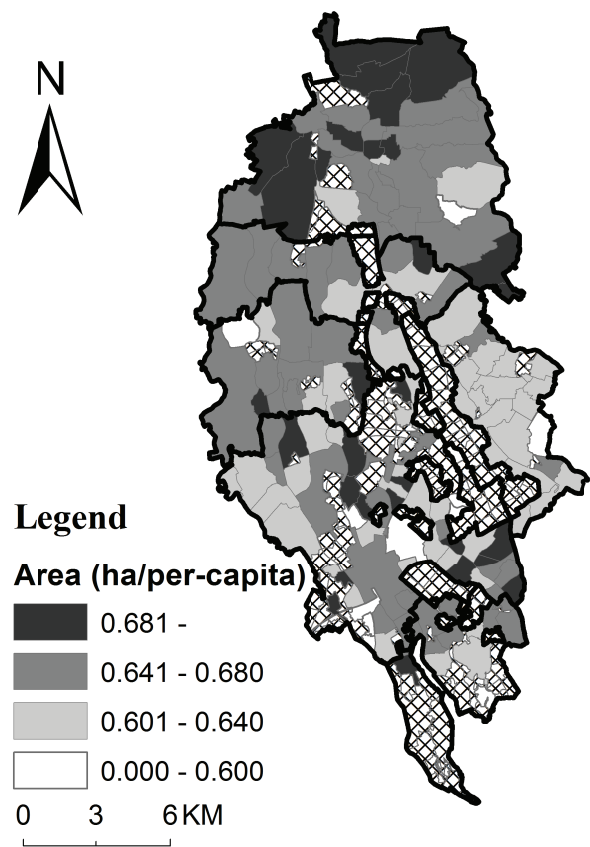 N
Legend
Area (ha/per-capita)
0.681 -
0.641 - 0.680
0.601 - 0.640
0.000 - 0.600
0 3 6 KM